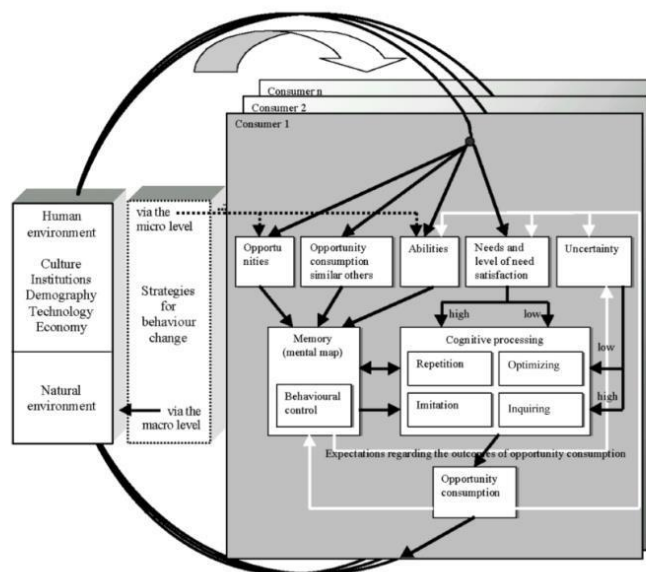 Consumer n
Consumer 2
Consumer 1
Human
environment
Culture
Institutions
Demography
Technology
Economy
Natural
environment
via the
micro level
Strategies
for
behaviour
change
via the
macro level
Opportu
nities
Opportunity
consumption
similar others
Abilities
Needs and
level of need
satisfaction
Uncertainty
high
low
Memory
(mental map)
Behavioural
control
Cognitive processing
Repetition
Optimizing
Imitation
Inquiring
low
high
Expectations regarding the outcomes of opportunity consumption
Opportunity
consumption